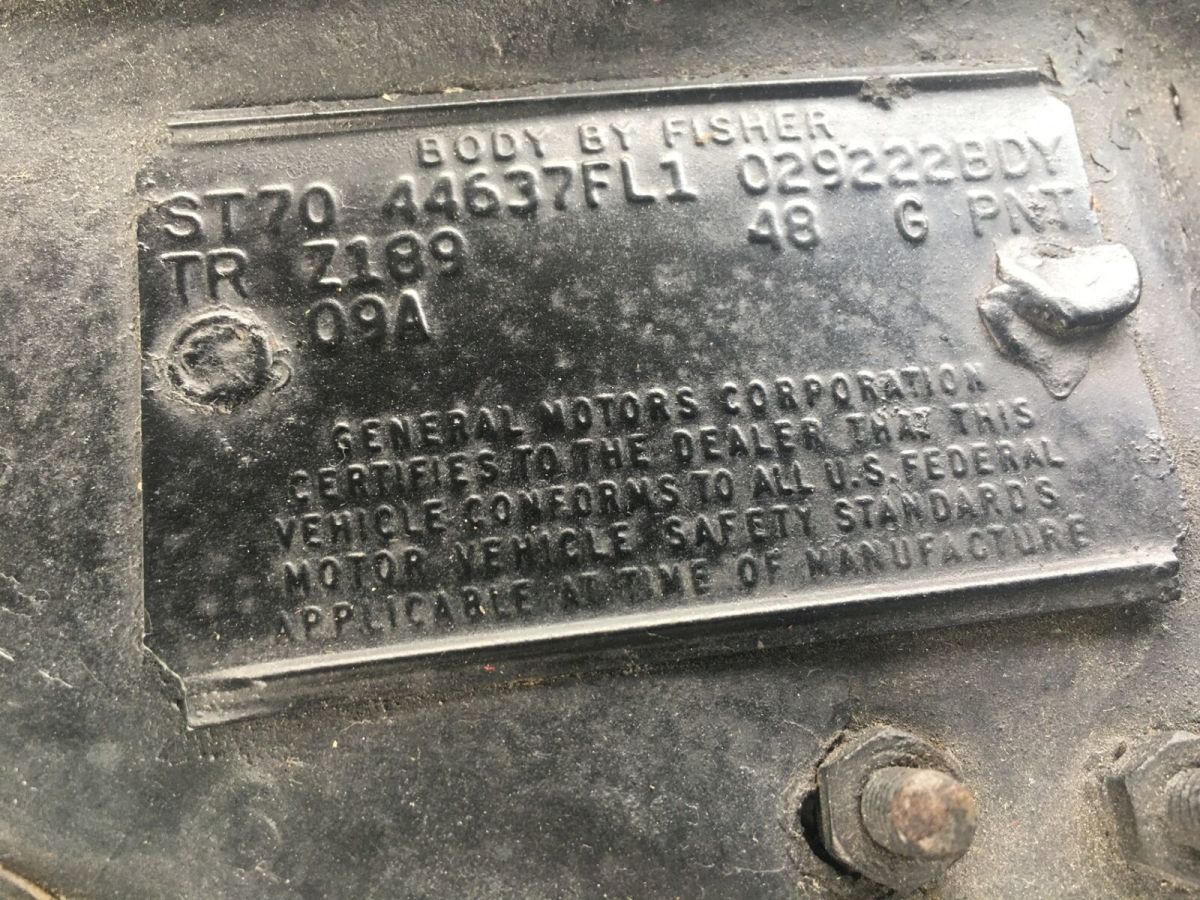 BODY BY FISHER
ST70 44637FL1 029222BDY
TR Z189 48 G PNT
09A
GENERAL MOTORS CORPORATION
CERTIFIES TO THE DEALER THAT THIS
VEHICLE CONFORMS TO ALL U.S. FEDERAL
MOTOR VEHICLE SAFETY STANDARDS
APPLICABLE AT TIME OF MANUFACTURE